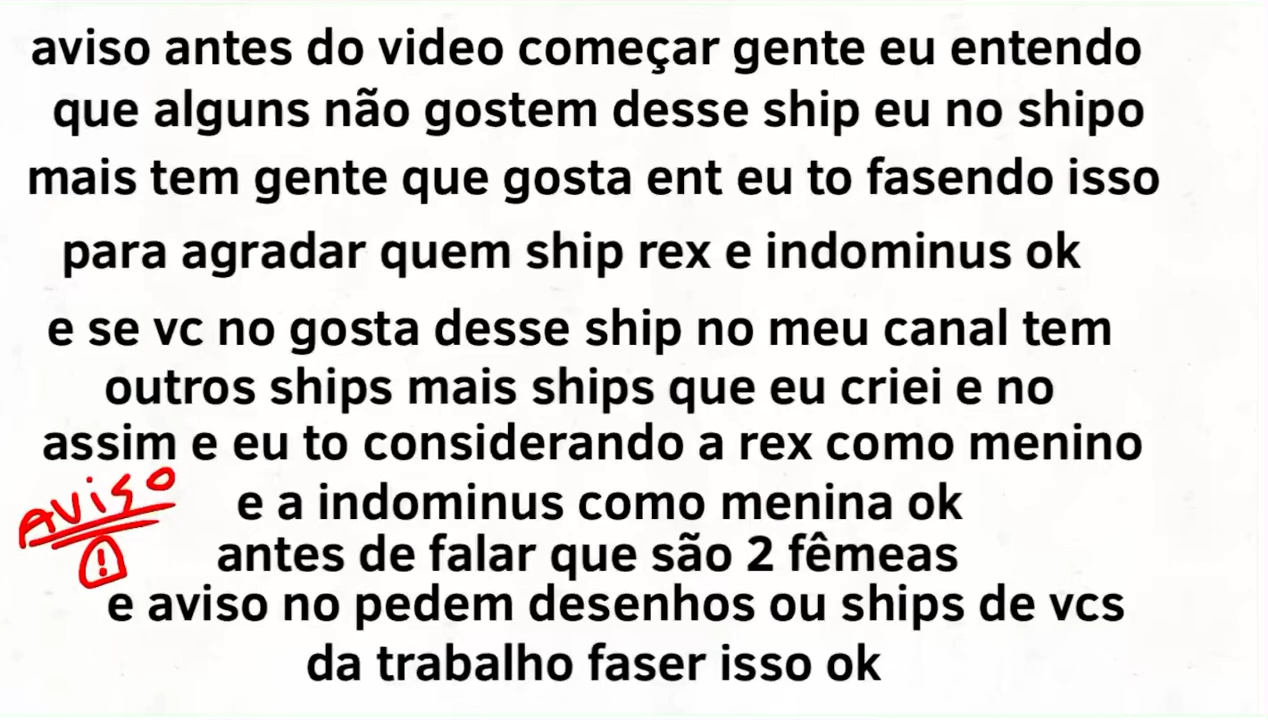 aviso antes do video começar gente eu entendo
que alguns não gostem desse ship eu no shipo
mais tem gente que gosta ent eu to fasendo isso
para agradar quem ship rex e indominus ok
e se vc no gosta desse ship no meu canal tem
outros ships mais ships que eu criei e no
assim e eu to considerando a rex como menino
AViSO
e a indominus como menina ok
!
antes de falar que são 2 fêmeas
e aviso no pedem desenhos ou ships de vcs
da trabalho faser isso ok